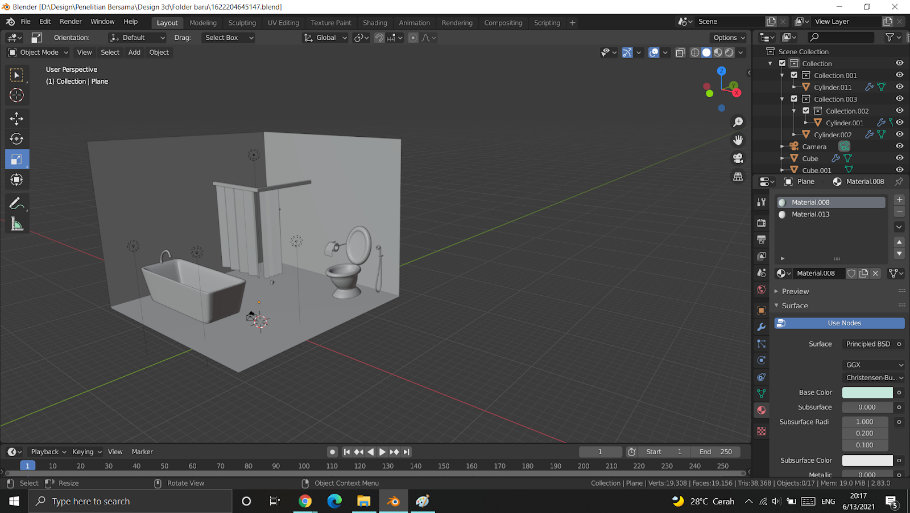 Blender [D:\Design\Penelitian Bersama\Design 3d\Folder baru\1622204645147.blend]
File Edit Render Window Help Layout Modeling Sculpting UV Editing Texture Paint Shading Animation Rendering Compositing Scripting Scene View Layer
Orientation: Default Drag: Select Box Global Options
Object Mode View Select Add Object
User Perspective
(1) Collection | Plane
Z
Y
X
Scene Collection
Collection
Collection.001
Cylinder.011
Collection.003
Collection.002
Cylinder.001
Cylinder.002
Camera
Cube
Cube.001
Plane Material.008
Material.008
Material.013
Material.008
Preview
Surface
Use Nodes
Surface Principled BSD
GGX
Christensen-Bu..
Base Color
Subsurface 0.000
Subsurface Radi 1.000
0.200
0.100
Subsurface Color
Metallic 0.000
Playback Keying View Marker 1 Start 1 End 250
1 10 20 30 40 50 60 70 80 90 100 110 120 130 140 150 160 170 180 190 200 210 220 230 240 250
Select Resize Rotate View Object Context Menu Collection | Plane | Verts:19,308 | Faces:19,156 | Tris:38,368 | Objects:0/17 | Mem: 19.0 MiB | 2.83.0
Type here to search 28°C Cerah ENG 20:17
6/13/2021 5